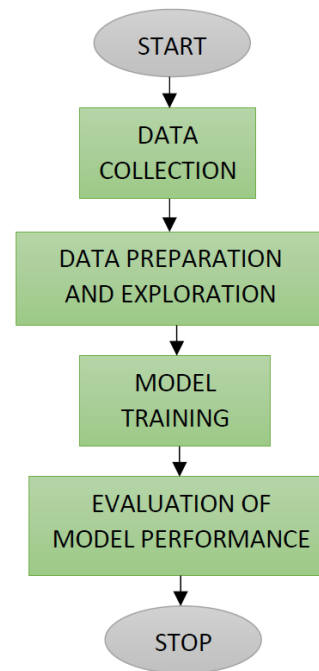 START
DATA
COLLECTION
DATA PREPARATION
AND EXPLORATION
MODEL
TRAINING
EVALUATION OF
MODEL PERFORMANCE
STOP